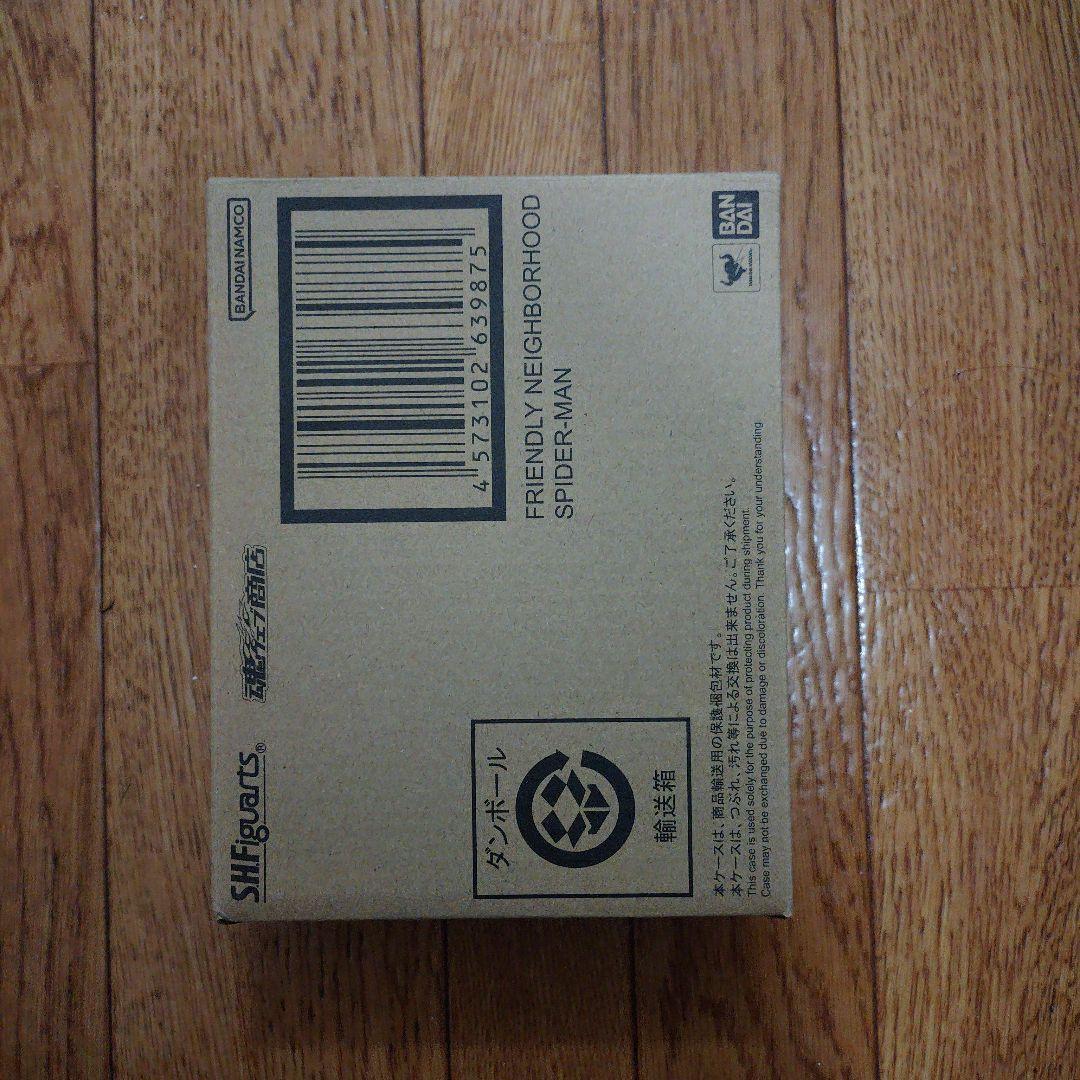 S.H.Figuarts®
魂ウェブ商店
BANDAI NAMCO
4 573102 639875
FRIENDLY NEIGHBORHOOD
SPIDER-MAN
ダンボール
輸送箱
BAN
DAI
本ケースは、商品輸送用の保護梱包材です。
本ケースは、つぶれ、汚れ等による交換は出来ません。ご了承ください。
This case is used solely for the purpose of protecting product during shipment.
Case may not be exchanged due to damage or discoloration. Thank you for your understanding.